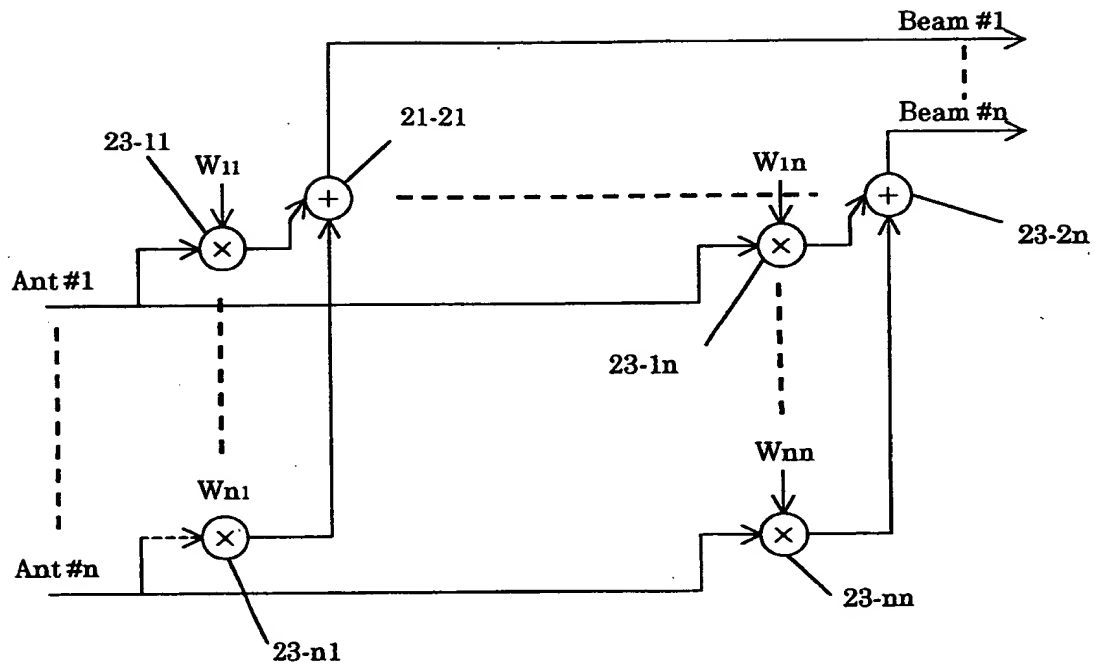 Beam #1
Beam #n
21-21
23-11
W11
W1n
23-2n
Ant #1
23-1n
Wnn
Wn1
Ant #n
23-nn
23-n1